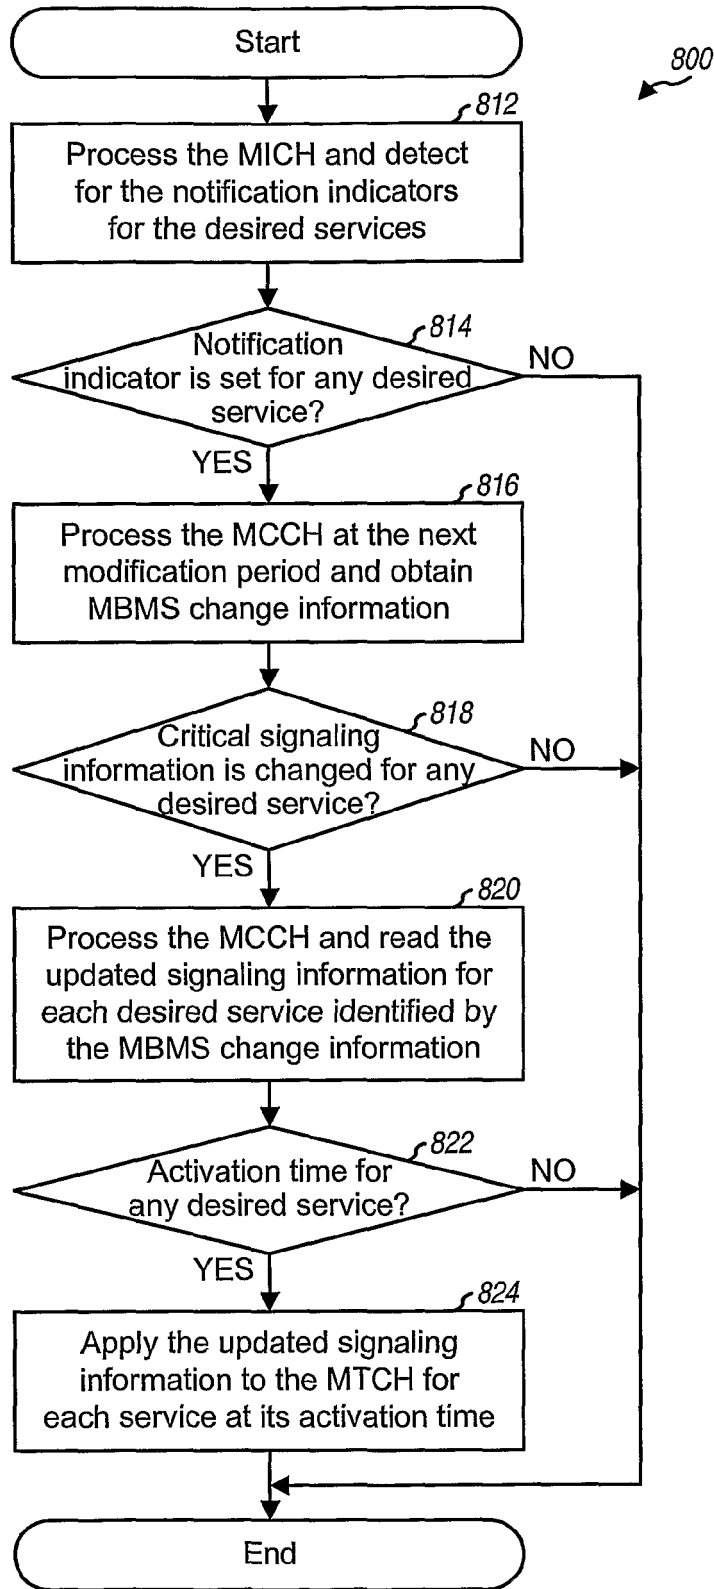 Start
800
812
Process the MICH and detect
for the notification indicators
for the desired services
814
Notification
indicator is set for any desired
service?
NO
YES
816
Process the MCCH at the next
modification period and obtain
MBMS change information
818
Critical signaling
information is changed for any
desired service?
NO
YES
820
Process the MCCH and read the
updated signaling information for
each desired service identified by
the MBMS change information
822
Activation time for
any desired service?
NO
YES
824
Apply the updated signaling
information to the MTCH for
each service at its activation time
End